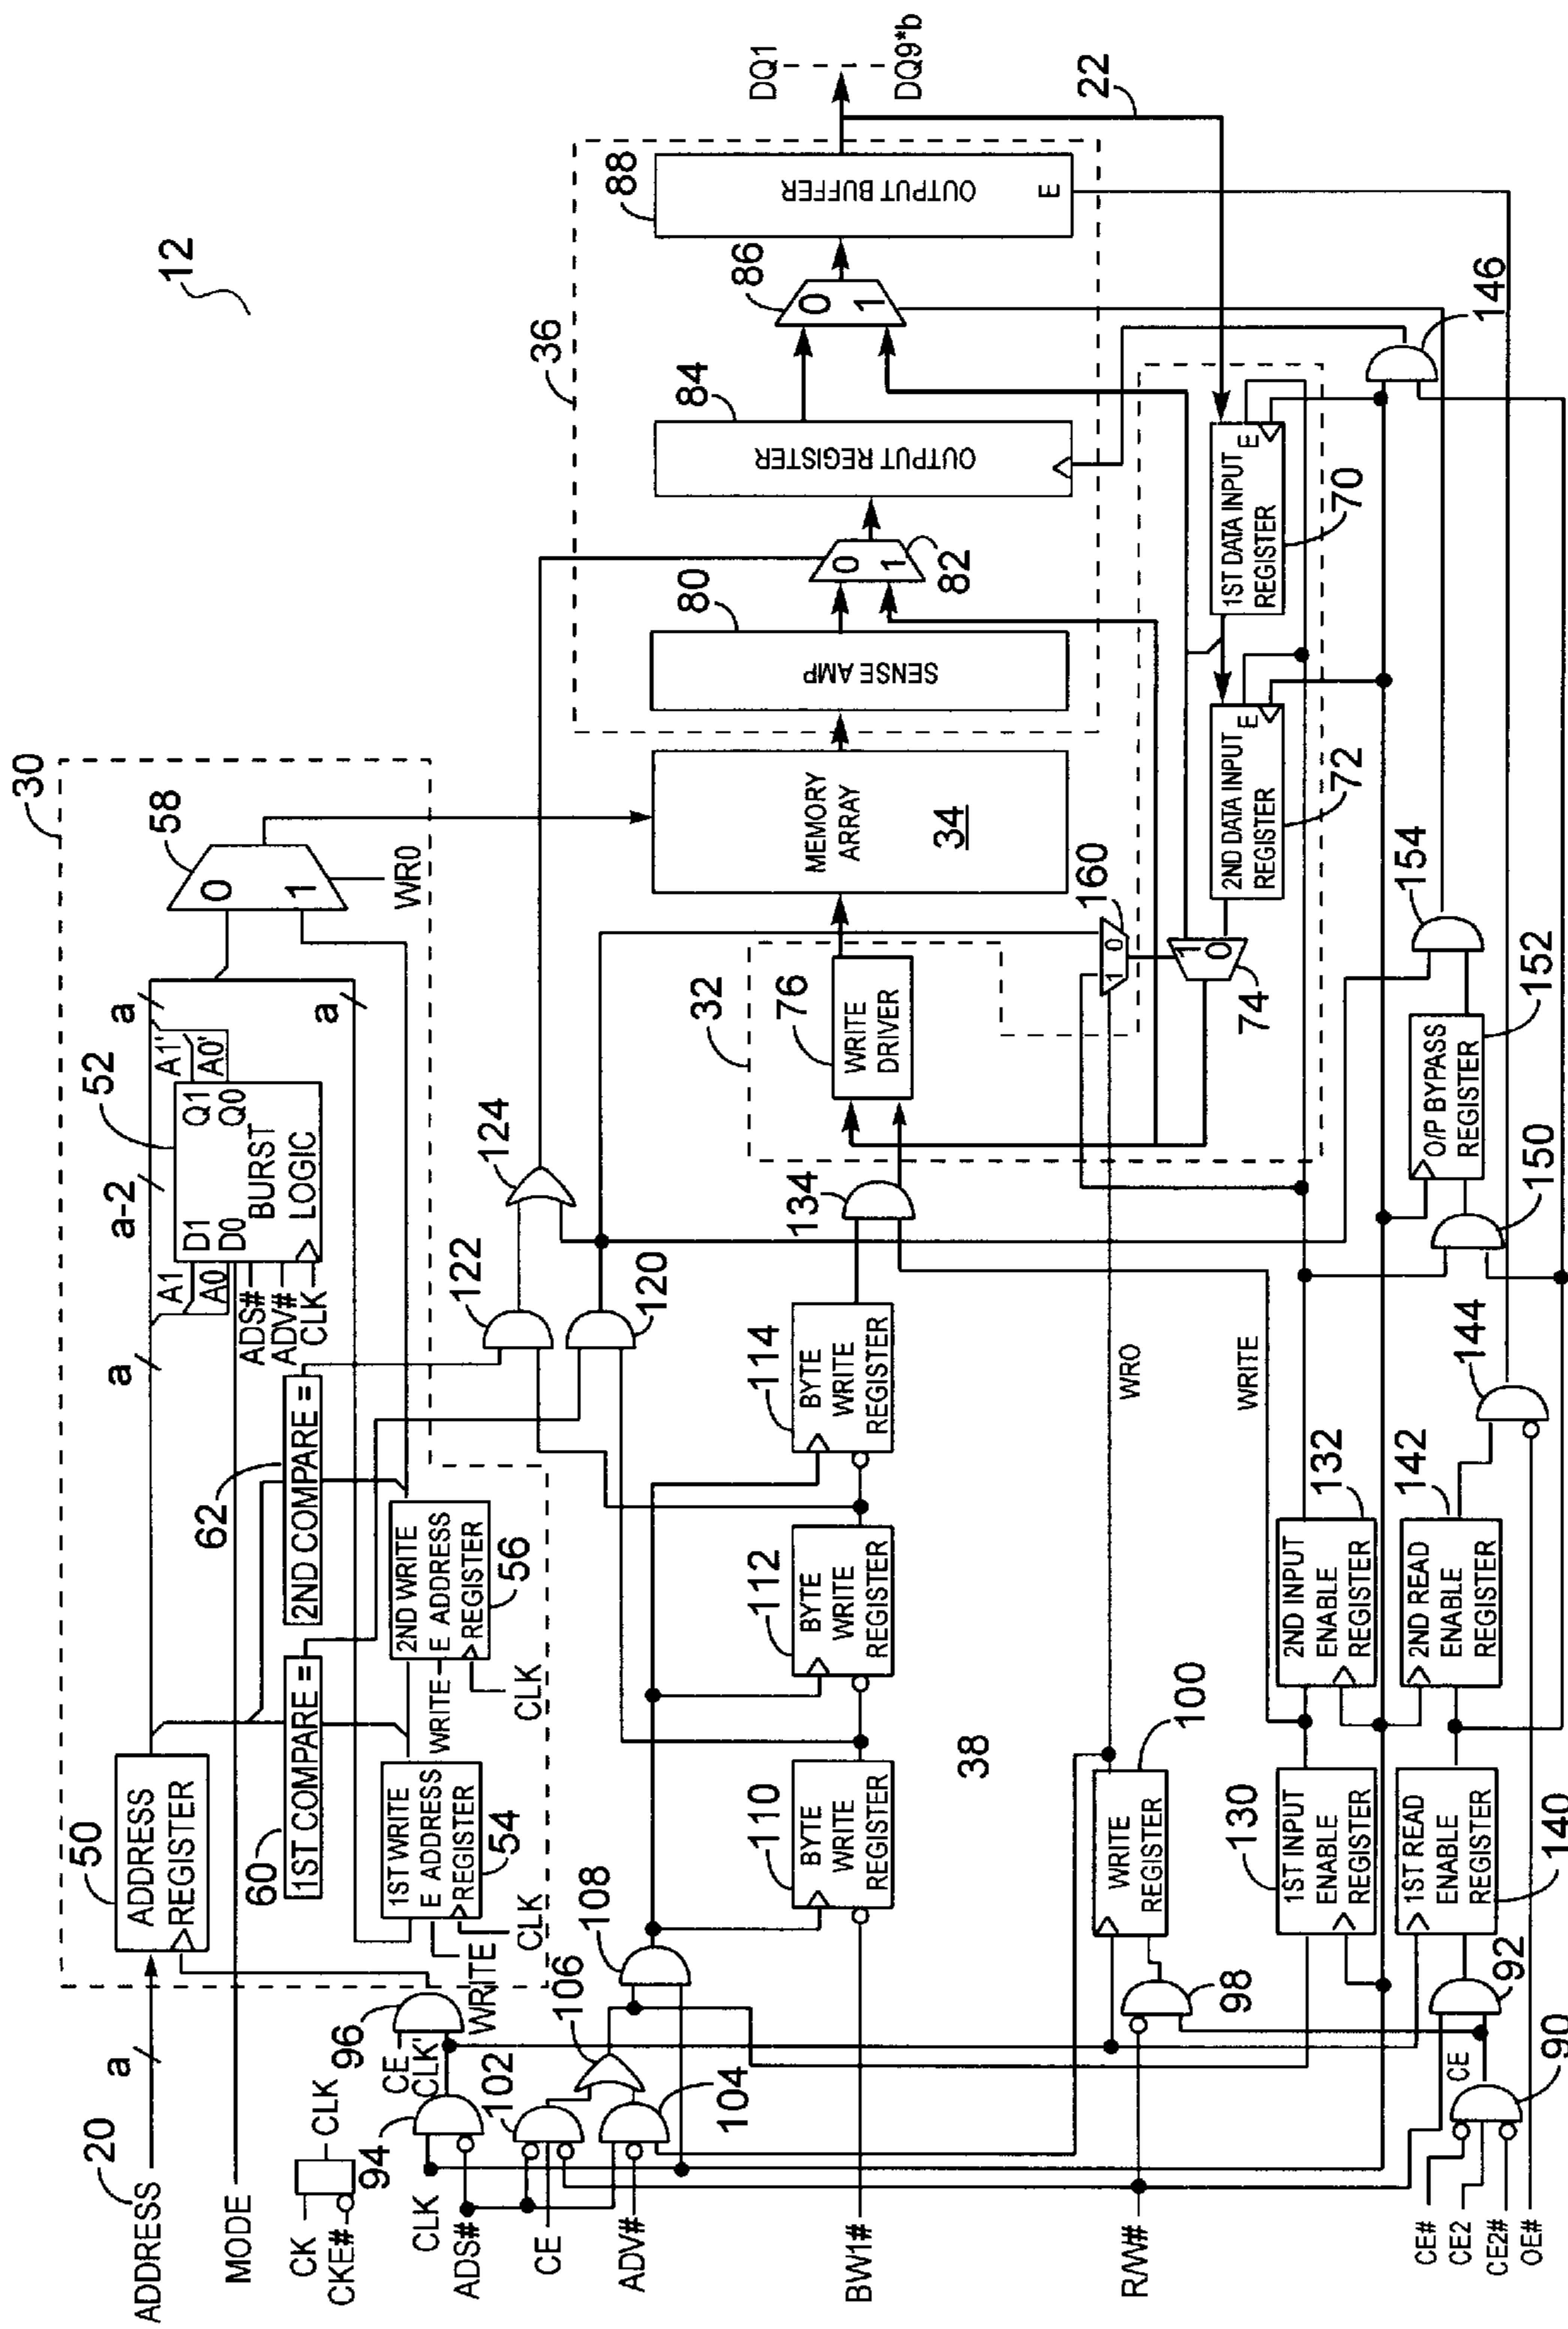 12
30
ADDRESS
20
a
50
ADDRESS
REGISTER
a
A1
A0
a-2
52
D1
Q1
D0
Q0
BURST
LOGIC
A1'
A0'
ADS#
ADV#
CLK
a
a
58
0
1
WR0
MODE
60
1ST COMPARE =
62
2ND COMPARE =
1ST WRITE
E ADDRESS
REGISTER
54
WRITE
CLK
2ND WRITE
E ADDRESS
REGISTER
56
WRITE
CLK
CK
CKE#
CLK
94
CLK
ADS#
96
CE
CLK'
CE
102
ADV#
104
106
108
122
120
124
BW1#
110
BYTE
WRITE
REGISTER
112
BYTE
WRITE
REGISTER
114
BYTE
WRITE
REGISTER
134
32
76
WRITE
DRIVER
MEMORY
ARRAY
34
36
80
SENSE AMP
0
1
82
84
OUTPUT REGISTER
86
0
1
88
OUTPUT BUFFER
E
DQ1
DQ9*b
22
38
R/W#
98
WRITE
REGISTER
100
WRO
160
1
0
1
0
74
2ND DATA INPUT
REGISTER
E
72
1ST DATA INPUT
REGISTER
E
70
130
1ST INPUT
ENABLE
REGISTER
2ND INPUT
ENABLE
REGISTER
132
WRITE
CE#
CE2
CE2#
OE#
90
CE
92
1ST READ
ENABLE
REGISTER
140
2ND READ
ENABLE
REGISTER
142
144
150
O/P BYPASS
REGISTER
152
154
146